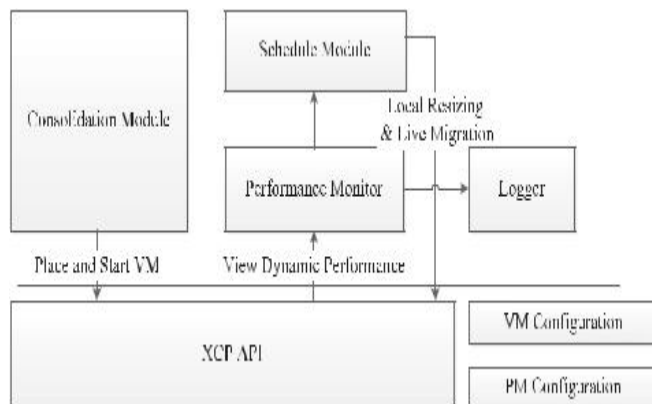 Schedule Module
Consolidation Module
Local Resizing
& Live Migration
Performance Monitor
Logger
Place and Start VM
View Dynamic Performance
XCP API
VM Configuration
PM Configuration